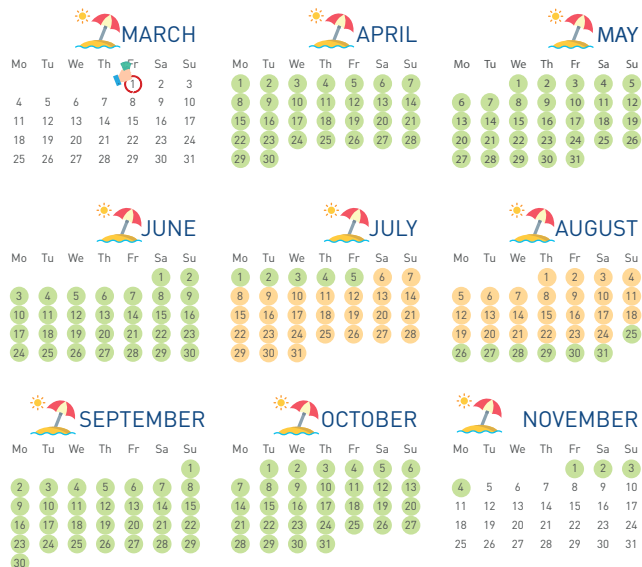 MARCH
Mo Tu We Th Fr Sa Su
1 2 3
4 5 6 7 8 9 10
11 12 13 14 15 16 17
18 19 20 21 22 23 24
25 26 27 28 29 30 31
APRIL
Mo Tu We Th Fr Sa Su
1 2 3 4 5 6 7
8 9 10 11 12 13 14
15 16 17 18 19 20 21
22 23 24 25 26 27 28
29 30
MAY
Mo Tu We Th Fr Sa Su
1 2 3 4 5
6 7 8 9 10 11 12
13 14 15 16 17 18 19
20 21 22 23 24 25 26
27 28 29 30 31
JUNE
Mo Tu We Th Fr Sa Su
1 2
3 4 5 6 7 8 9
10 11 12 13 14 15 16
17 18 19 20 21 22 23
24 25 26 27 28 29 30
JULY
Mo Tu We Th Fr Sa Su
1 2 3 4 5 6 7
8 9 10 11 12 13 14
15 16 17 18 19 20 21
22 23 24 25 26 27 28
29 30 31
AUGUST
Mo Tu We Th Fr Sa Su
1 2 3 4
5 6 7 8 9 10 11
12 13 14 15 16 17 18
19 20 21 22 23 24 25
26 27 28 29 30 31
SEPTEMBER
Mo Tu We Th Fr Sa Su
1
2 3 4 5 6 7 8
9 10 11 12 13 14 15
16 17 18 19 20 21 22
23 24 25 26 27 28 29
30
OCTOBER
Mo Tu We Th Fr Sa Su
1 2 3 4 5 6
7 8 9 10 11 12 13
14 15 16 17 18 19 20
21 22 23 24 25 26 27
28 29 30 31
NOVEMBER
Mo Tu We Th Fr Sa Su
1 2 3
4 5 6 7 8 9 10
11 12 13 14 15 16 17
18 19 20 21 22 23 24
25 26 27 28 29 30 31